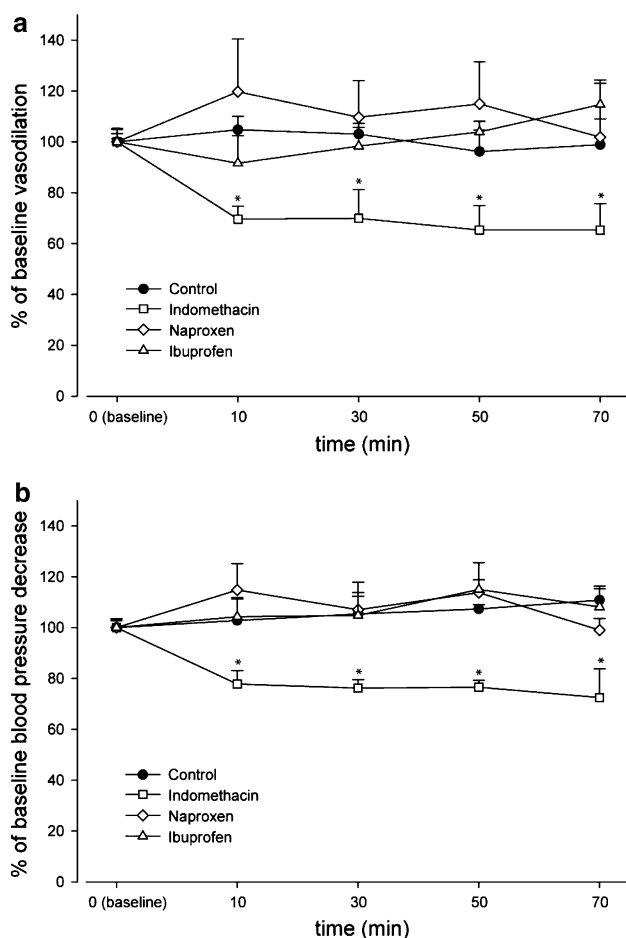 a
% of baseline vasodilation
140
120
100
80
60
40
20
0
* * * *
Control
Indomethacin
Naproxen
Ibuprofen
0 (baseline) 10 30 50 70
time (min)
b
% of baseline blood pressure decrease
140
120
100
80
60
40
20
0
* * * *
Control
Indomethacin
Naproxen
Ibuprofen
0 (baseline) 10 30 50 70
time (min)